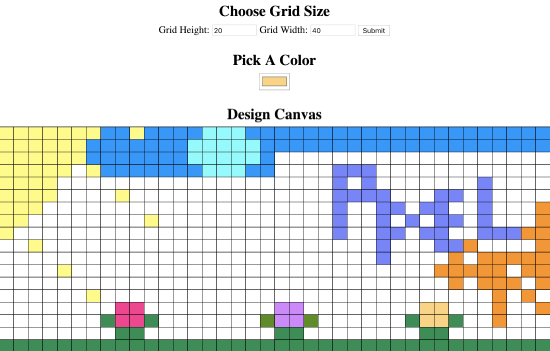 Choose Grid Size
Grid Height: 20 Grid Width: 40 Submit
Pick A Color
Design Canvas